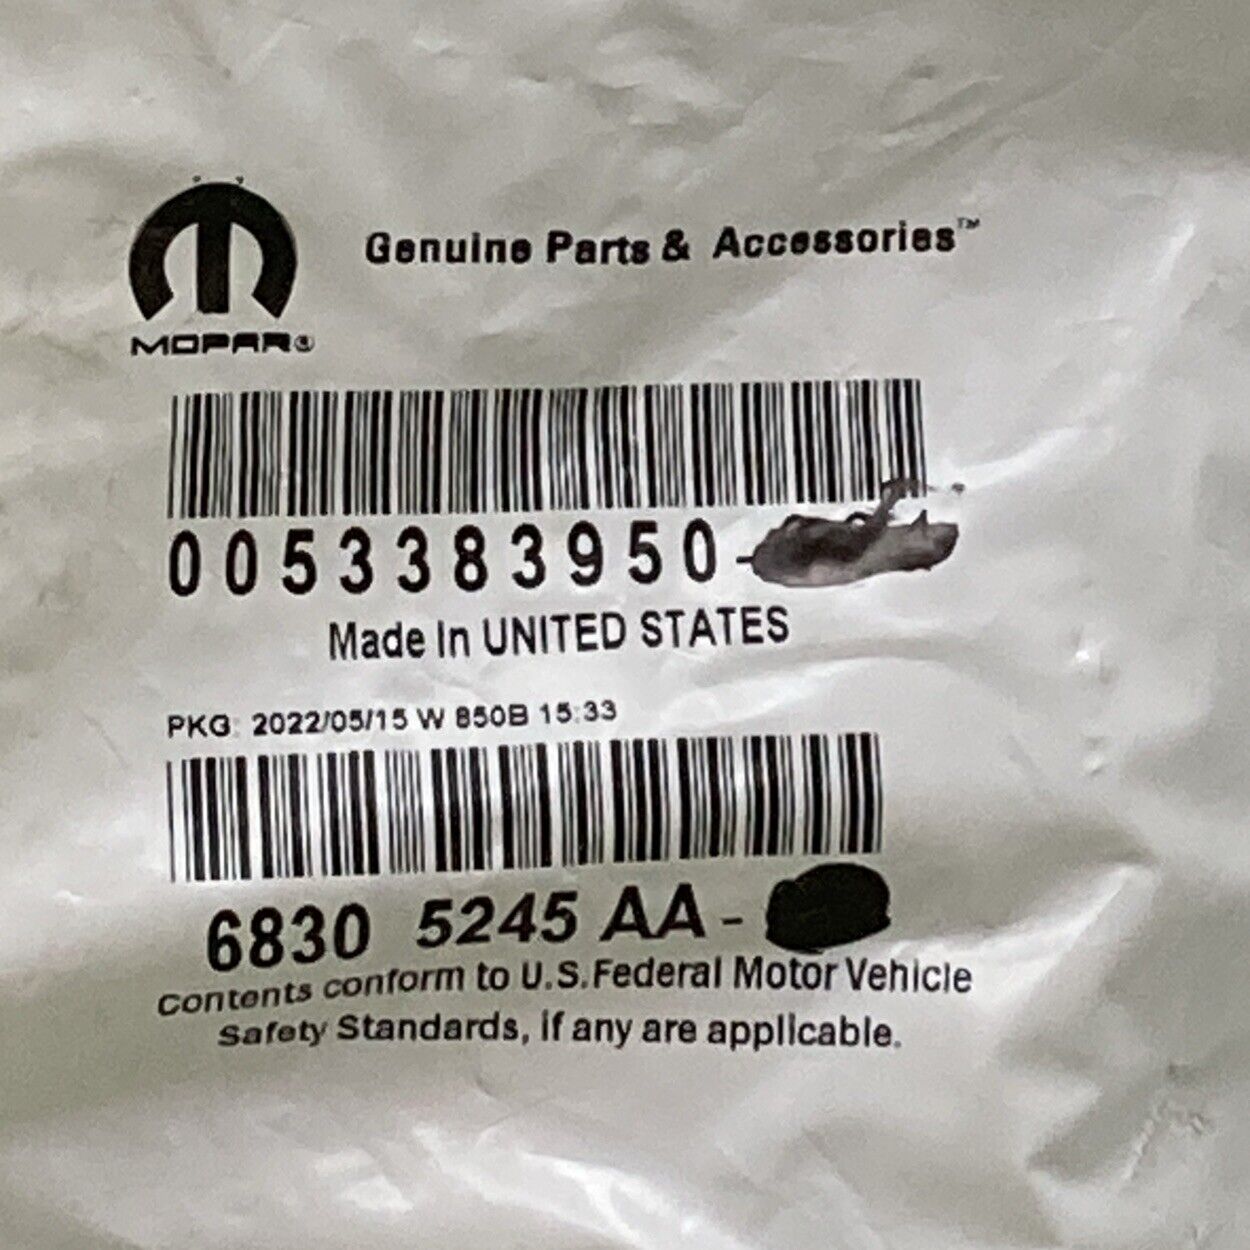 Genuine Parts & Accessories™
MOPAR®
0053383950-
Made In UNITED STATES
PKG: 2022/05/15 W 850B 15:33
6830 5245 AA-
Contents conform to U.S. Federal Motor Vehicle
Safety Standards, if any are applicable.